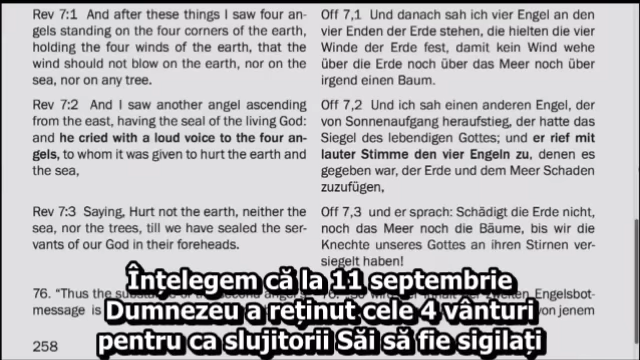 Rev 7:1 And after these things I saw four an-
gels standing on the four corners of the earth,
holding the four winds of the earth, that the
wind should not blow on the earth, nor on the
sea, nor on any tree.
Rev 7:2 And I saw another angel ascending
from the east, having the seal of the living God:
and he cried with a loud voice to the four an-
gels, to whom it was given to hurt the earth and
the sea,
Rev 7:3 Saying, Hurt not the earth, neither the
sea, nor the trees, till we have sealed the ser-
vants of our God in their foreheads.
76. "Thus the
message is
258
Off 7,1 Und danach sah ich vier Engel an den
vier Enden der Erde stehen, die hielten die vier
Winde der Erde fest, damit kein Wind wehe
über die Erde noch über das Meer noch über
irgend einen Baum.
Off 7,2 Und ich sah einen anderen Engel, der
von Sonnenaufgang heraufstieg, der hatte das
Siegel des lebendigen Gottes; und er rief mit
lauter Stimme den vier Engeln zu, denen es
gegeben war, der Erde und dem Meer Schaden
zuzufügen,
Off 7,3 und er sprach: Schädigt die Erde nicht,
noch das Meer noch die Bäume, bis wir die
Knechte unseres Gottes an ihren Stirnen ver-
siegelt haben!
Engelsbot-
von jenem
Înțelegem că la 11 septembrie
Dumnezeu a reținut cele 4 vânturi
pentru ca slujitorii Săi să fie sigilați